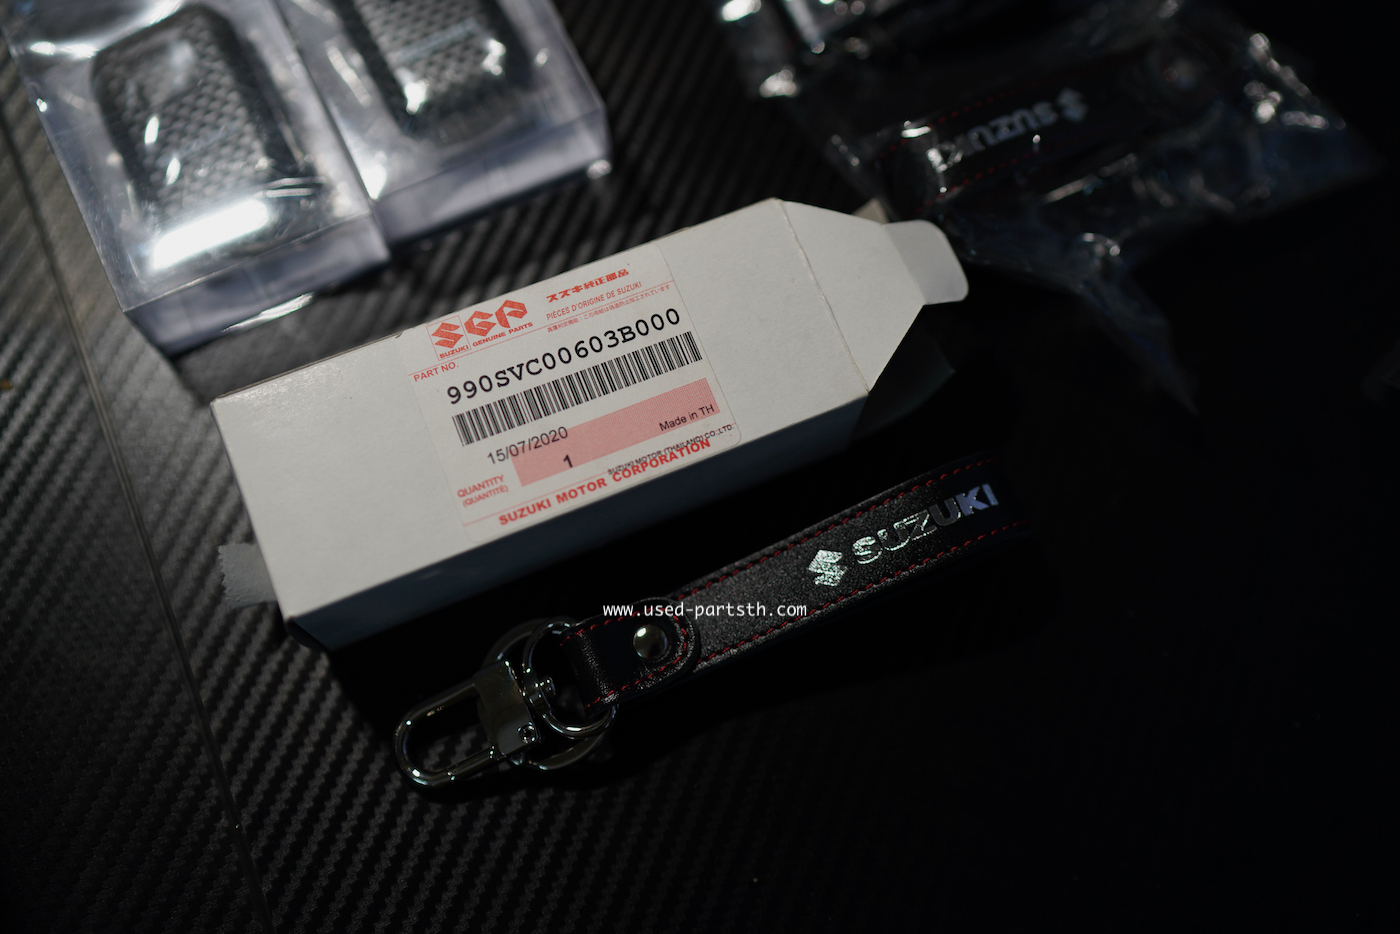 SUZUKI
SGP
SUZUKI GENUINE PARTS
スズキ純正部品
PIÈCES D'ORIGINE DE SUZUKI
PART NO.
990SVC00603B000
15/07/2020
Made in TH
1
SUZUKI MOTOR (THAILAND) CO.,LTD.
QUANTITY
(QUANTITÉ)
SUZUKI MOTOR CORPORATION
SUZUKI
www.used-partsth.com